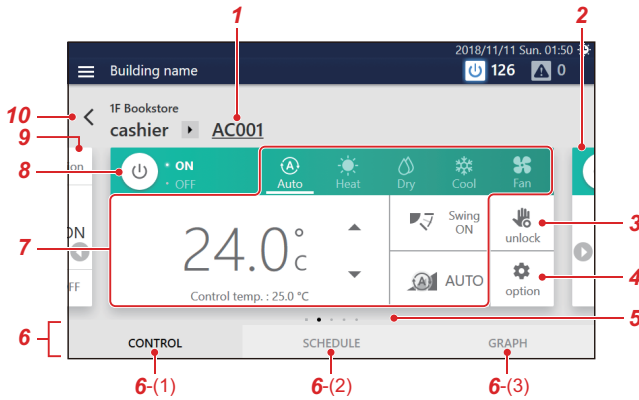 1
2
2018/11/11 Sun. 01:50
Building name
126
0
10
1F Bookstore
cashier
AC001
9
8
ion
ON
OFF
A
Auto
Heat
Dry
Cool
Fan
7
ON
FF
24.0°C
Control temp. : 25.0 °C
Swing
ON
A
AUTO
unlock
3
option
4
5
6
CONTROL
SCHEDULE
GRAPH
6-(1)
6-(2)
6-(3)